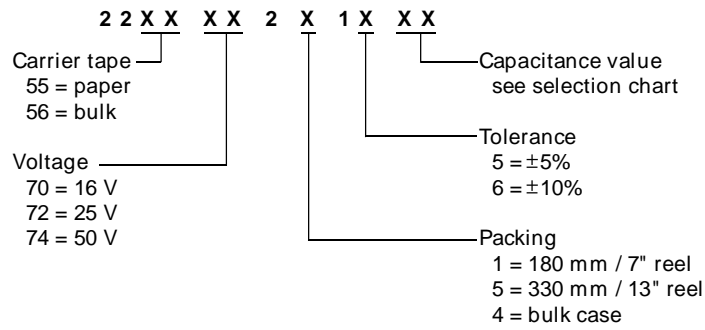 2 2 X X X X 2 X 1 X X X
Carrier tape
55 = paper
56 = bulk
Voltage
70 = 16 V
72 = 25 V
74 = 50 V
Capacitance value
see selection chart
Tolerance
5 = ±5%
6 = ±10%
Packing
1 = 180 mm / 7" reel
5 = 330 mm / 13" reel
4 = bulk case